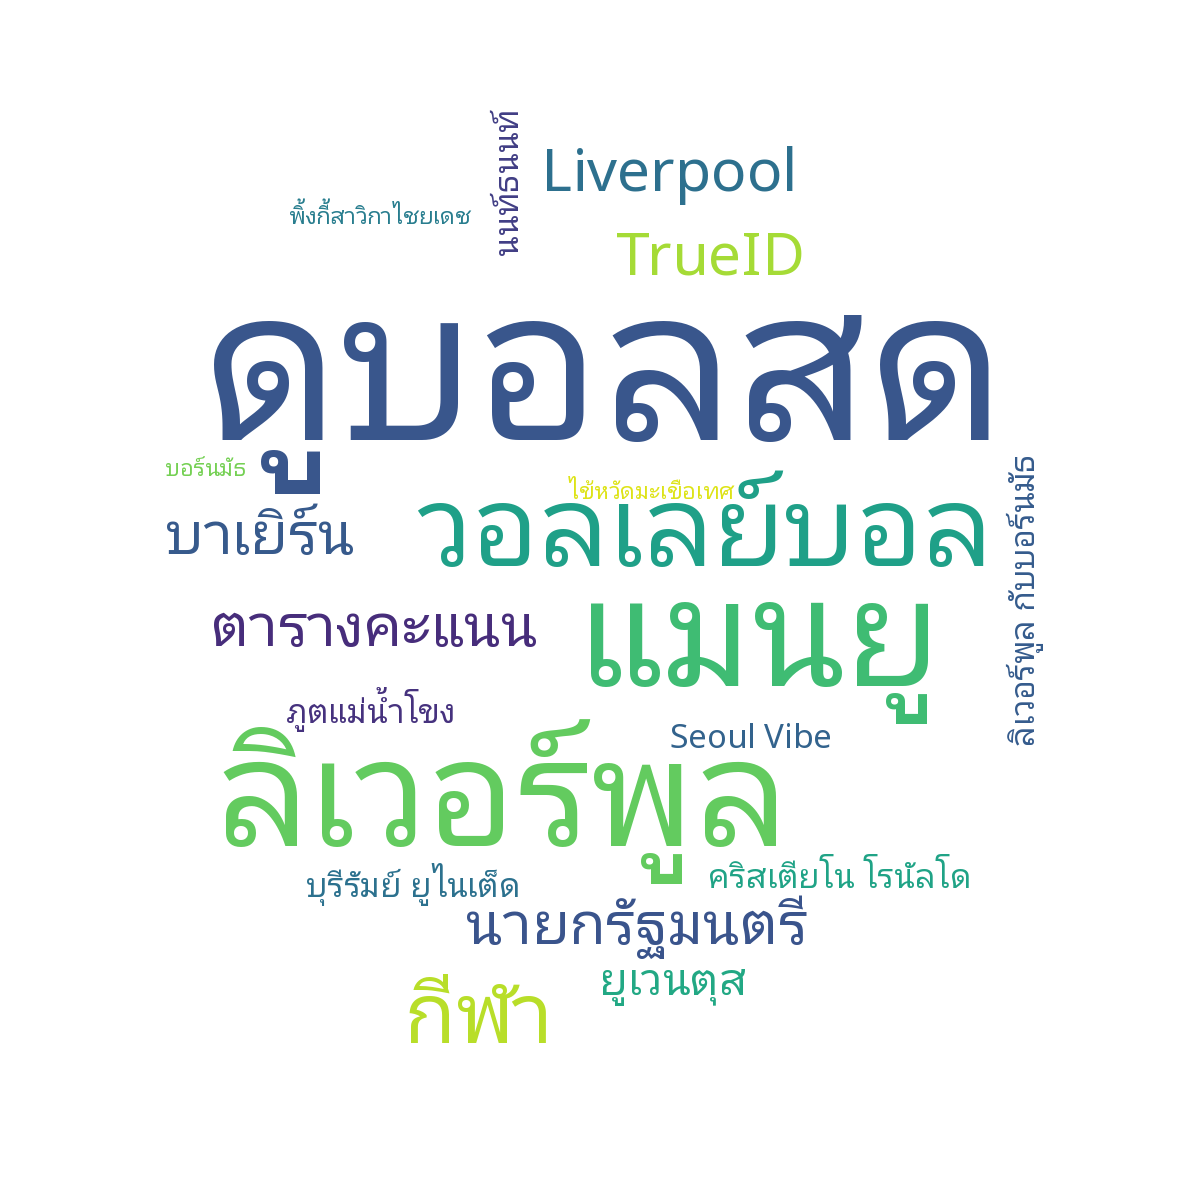 นนท์ธนนท์
Liverpool
พิ้งกี้สาวิกาไชยเดช
TrueID
ดูบอลสด
บอร์นมัธ
ไข้หวัดมะเขือเทศ
วอลเลย์บอล
บาเยิร์น
ลิเวอร์พูล กับบอร์นมัธ
ตารางคะแนน
แมนยู
ภูตแม่น้ำโขง
Seoul Vibe
ลิเวอร์พูล
บุรีรัมย์ ยูไนเต็ด
คริสเตียโน โรนัลโด
นายกรัฐมนตรี
ยูเวนตุส
กีฬา